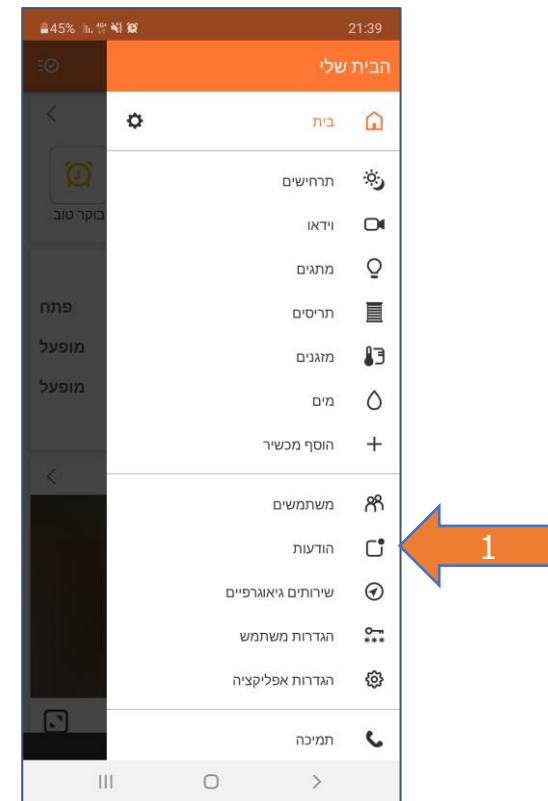 45% 4G+ 21:39
הבית שלי
בית
תרחישים
וידאו
מתגים
תריסים
מזגנים
מים
הוסף מכשיר
משתמשים
הודעות
שירותים גיאוגרפיים
הגדרות משתמש
הגדרות אפליקציה
תמיכה
בוקר טוב
פתח
מופעל
מופעל
1